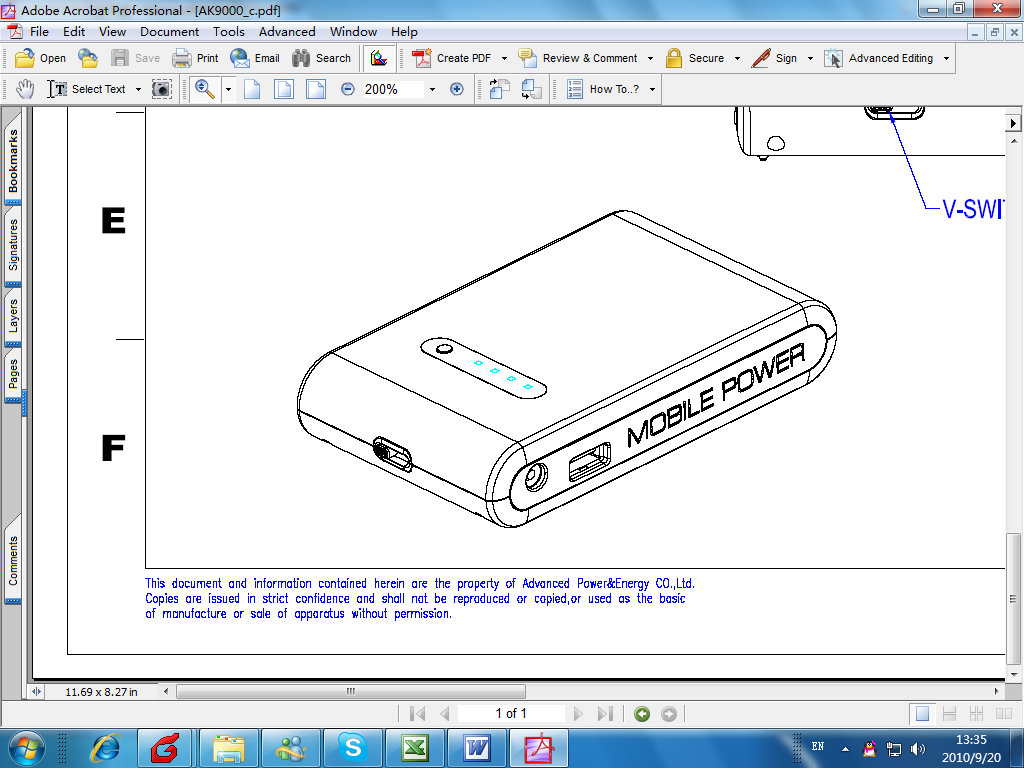 Adobe Acrobat Professional - [AK9000_c.pdf]
File Edit View Document Tools Advanced Window Help
Open Save Print Email Search Create PDF Review & Comment Secure Sign Advanced Editing
Select Text 200% How To..?
Bookmarks
Signatures
Layers
Pages
Comments
V-SWI
E
F
MOBILE POWER
This document and information contained herein are the property of Advanced Power&Energy CO.,Ltd.
Copies are issued in strict confidence and shall not be reproduced or copied,or used as the basic
of manufacture or sale of apparatus without permission.
11.69 x 8.27 in
1 of 1
EN
13:35
2010/9/20